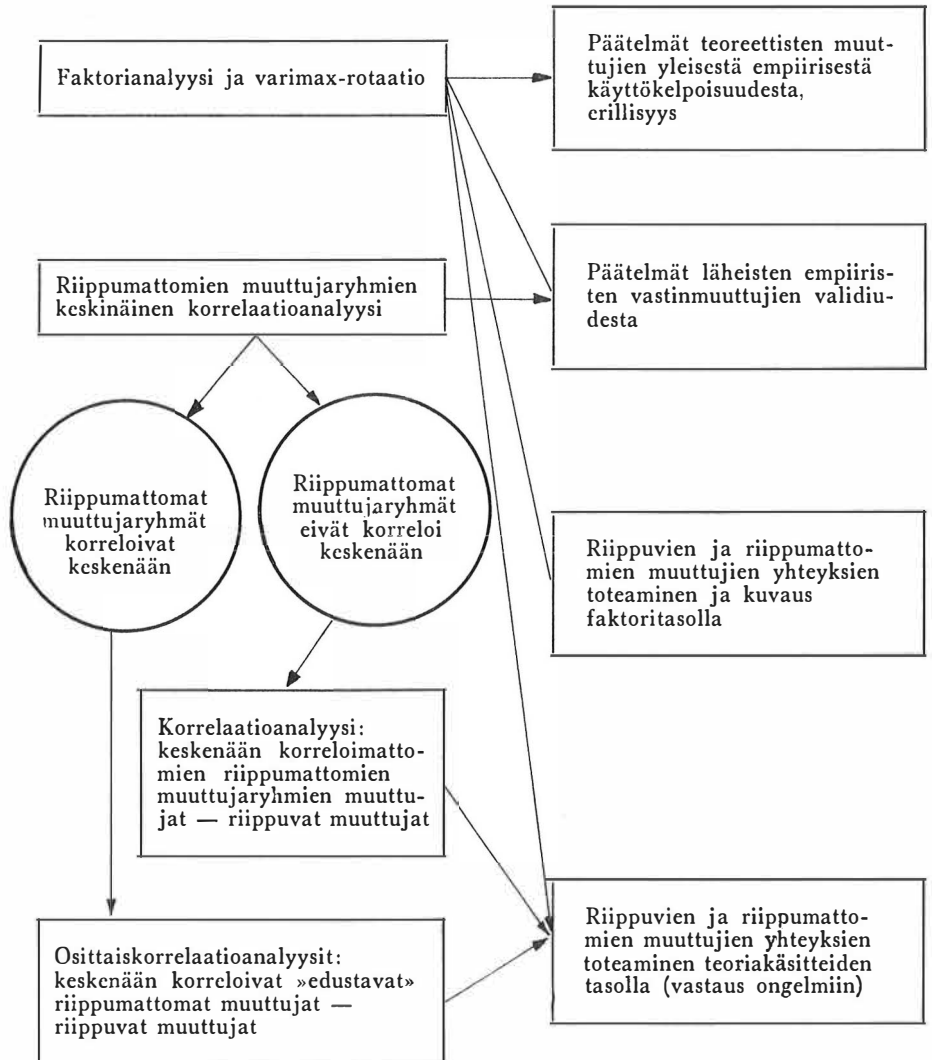 Faktorianalyysi ja varimax-rotaatio
Päätelmät teoreettisten muut-
tujien yleisestä empiirisestä
käyttökelpoisuudesta,
erillisyys
Riippumattomien muuttujaryhmien
keskinäinen korrelaatioanalyysi
Päätelmät läheisten empiiris-
ten vastinmuuttujien validiu-
desta
Riippumattomat
muuttujaryhmät
korreloivat
keskenään
Riippumattomat
muuttujaryhmät
eivät korreloi
keskenään
Riippuvien ja riippumatto-
mien muuttujien yhteyksien
toteaminen ja kuvaus
faktoritasolla
Korrelaatioanalyysi:
keskenään korreloimatto-
mien riippumattomien
muuttujaryhmien muuttu-
jat — riippuvat muuttujat
Osittaiskorrelaatioanalyysit:
keskenään korreloivat »edustavat»
riippumattomat muuttujat —
riippuvat muuttujat
Riippuvien ja riippumatto-
mien muuttujien yhteyksien
toteaminen teoriakäsitteiden
tasolla (vastaus ongelmiin)